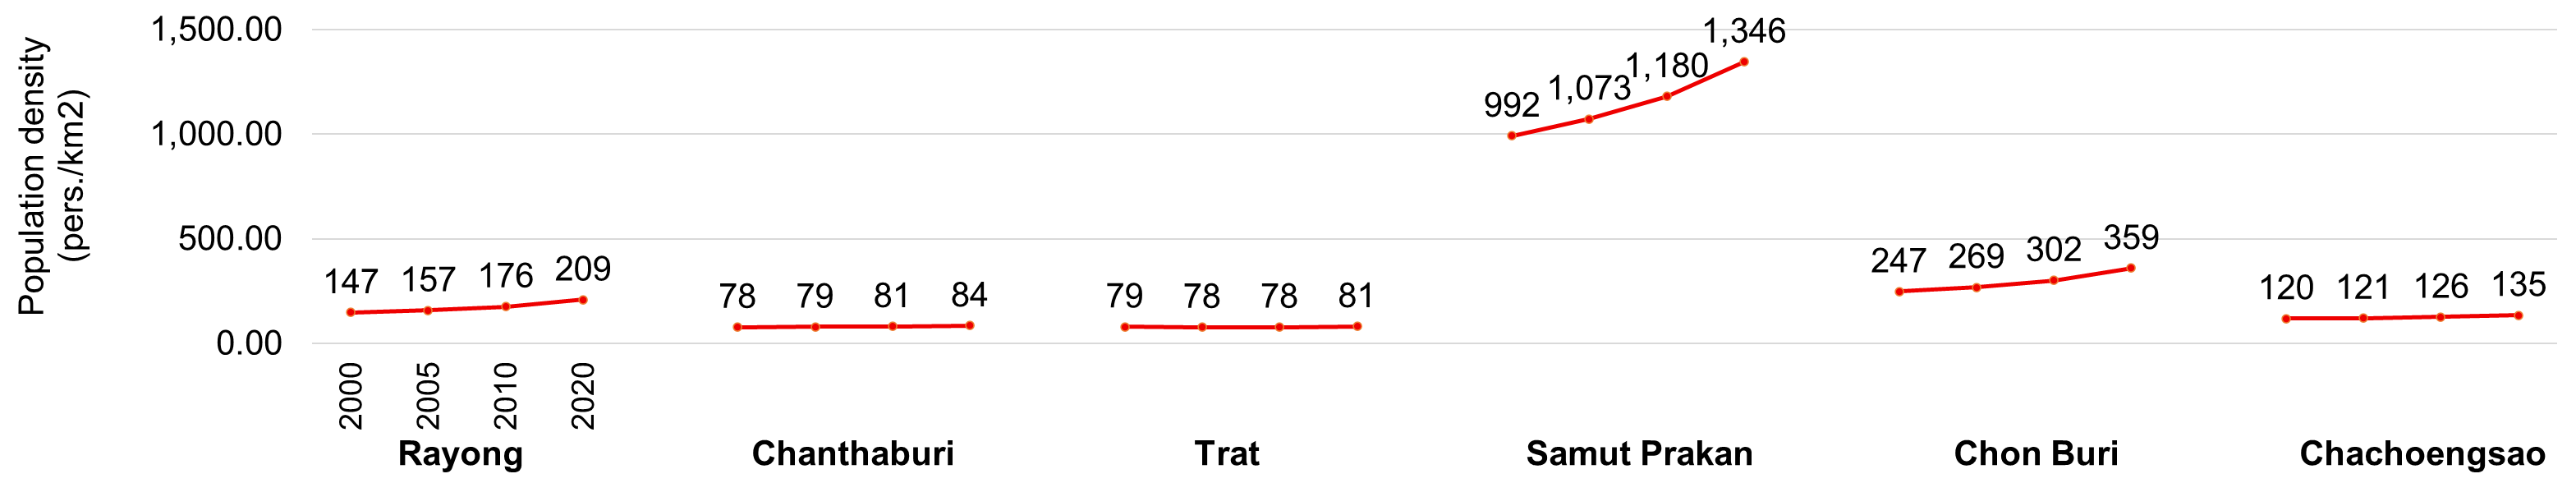 Population density
(pers./km2)
1,500.00
1,000.00
500.00
0.00
147 157 176 209
78 79 81 84
79 78 78 81
992 1,073 1,180 1,346
247 269 302 359
120 121 126 135
2000 2005 2010 2020
Rayong Chanthaburi Trat Samut Prakan Chon Buri Chachoengsao